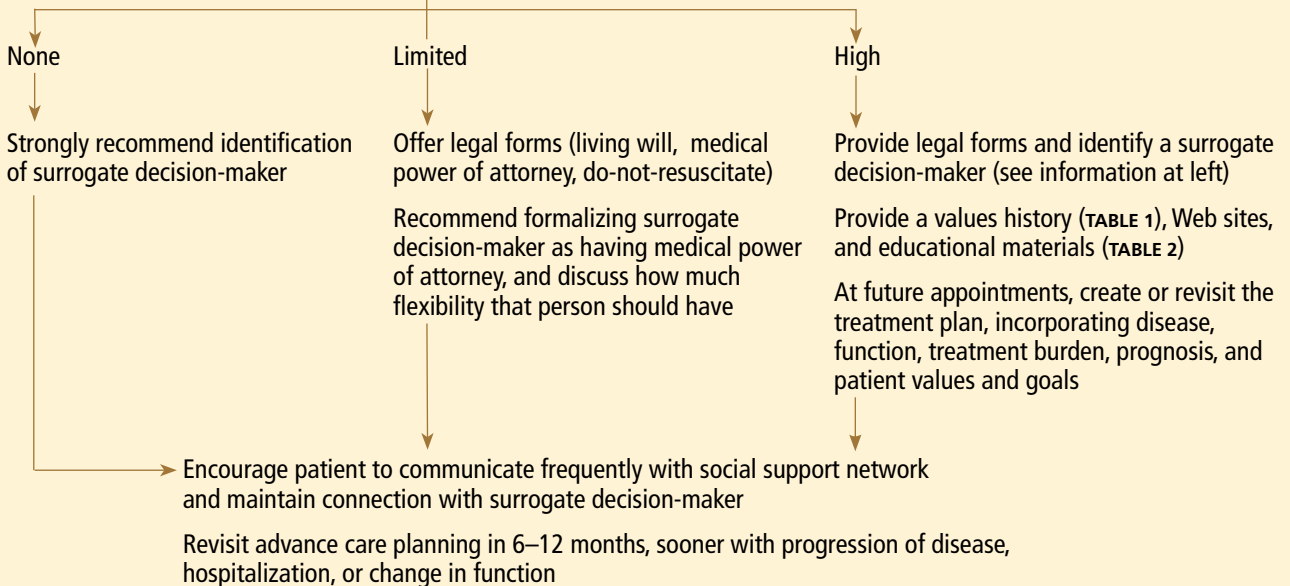 None
Limited
High
Strongly recommend identification
of surrogate decision-maker
Offer legal forms (living will, medical
power of attorney, do-not-resuscitate)
Recommend formalizing surrogate
decision-maker as having medical power
of attorney, and discuss how much
flexibility that person should have
Provide legal forms and identify a surrogate
decision-maker (see information at left)
Provide a values history (TABLE 1), Web sites,
and educational materials (TABLE 2)
At future appointments, create or revisit the
treatment plan, incorporating disease,
function, treatment burden, prognosis, and
patient values and goals
Encourage patient to communicate frequently with social support network
and maintain connection with surrogate decision-maker
Revisit advance care planning in 6–12 months, sooner with progression of disease,
hospitalization, or change in function